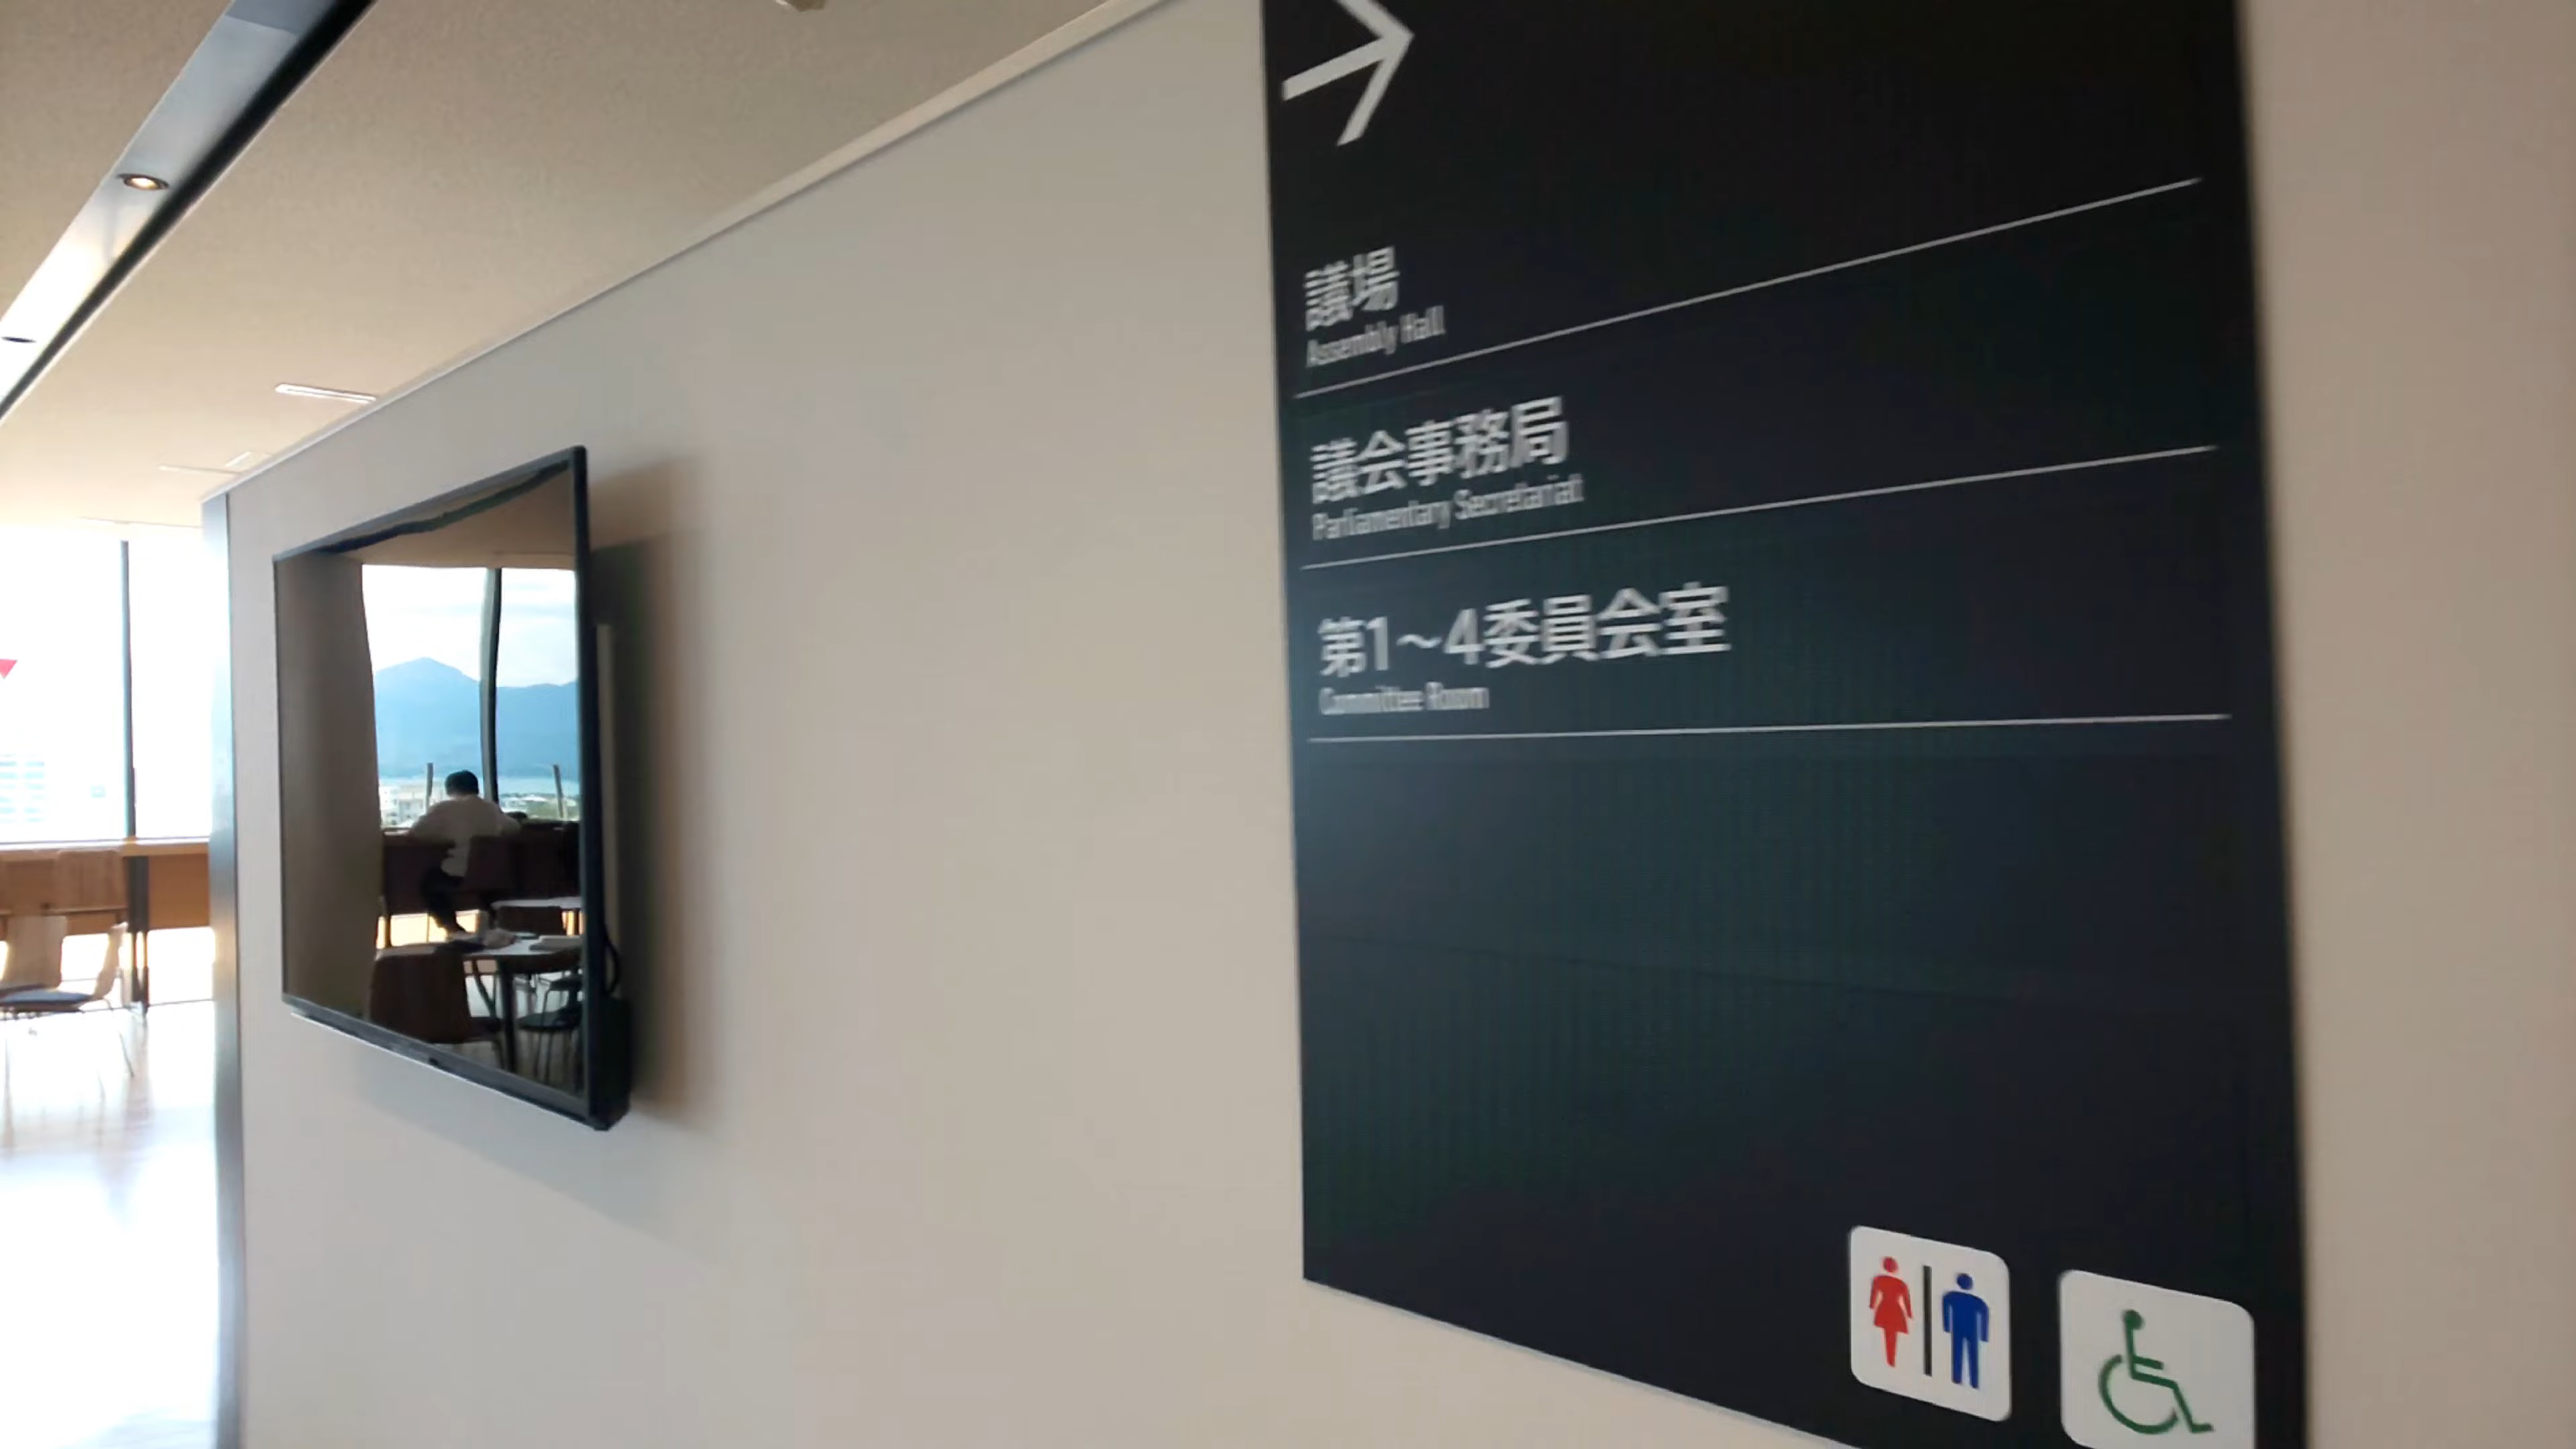 議場
Assembly Hall
議会事務局
Parliamentary Secretariat
第1～4委員会室
Committee Room